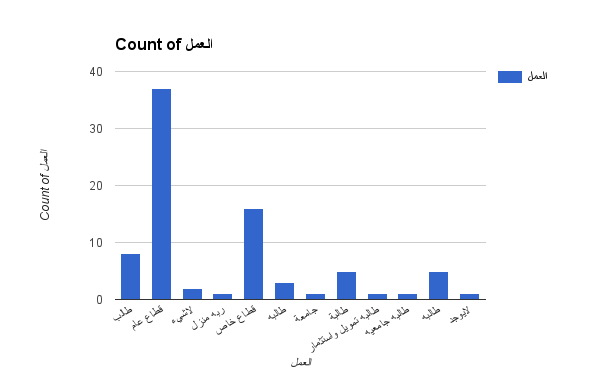 Count of العمل
العمل
40
30
20
10
0
Count of العمل
طالب
قطاع عام
لاشيء
ربه منزل
قطاع خاص
طالبه
جامعة
طالبة
طالبه تمويل واستثمار
طالبه جامعيه
طالبه
لايوجد
العمل